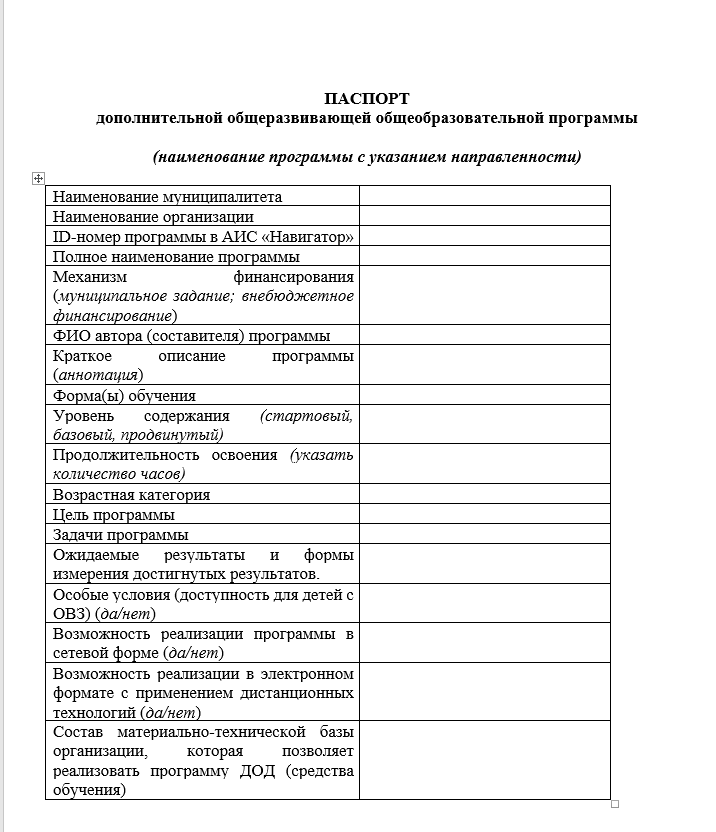 ПАСПОРТ
дополнительной общеразвивающей общеобразовательной программы
(наименование программы с указанием направленности)
Наименование муниципалитета
Наименование организации
ID-номер программы в АИС «Навигатор»
Полное наименование программы
Механизм финансирования
(муниципальное задание; внебюджетное
финансирование)
ФИО автора (составителя) программы
Краткое описание программы
(аннотация)
Форма(ы) обучения
Уровень содержания (стартовый,
базовый, продвинутый)
Продолжительность освоения (указать
количество часов)
Возрастная категория
Цель программы
Задачи программы
Ожидаемые результаты и формы
измерения достигнутых результатов.
Особые условия (доступность для детей с
ОВЗ) (да/нет)
Возможность реализации программы в
сетевой форме (да/нет)
Возможность реализации в электронном
формате с применением дистанционных
технологий (да/нет)
Состав материально-технической базы
организации, которая позволяет
реализовать программу ДОД (средства
обучения)